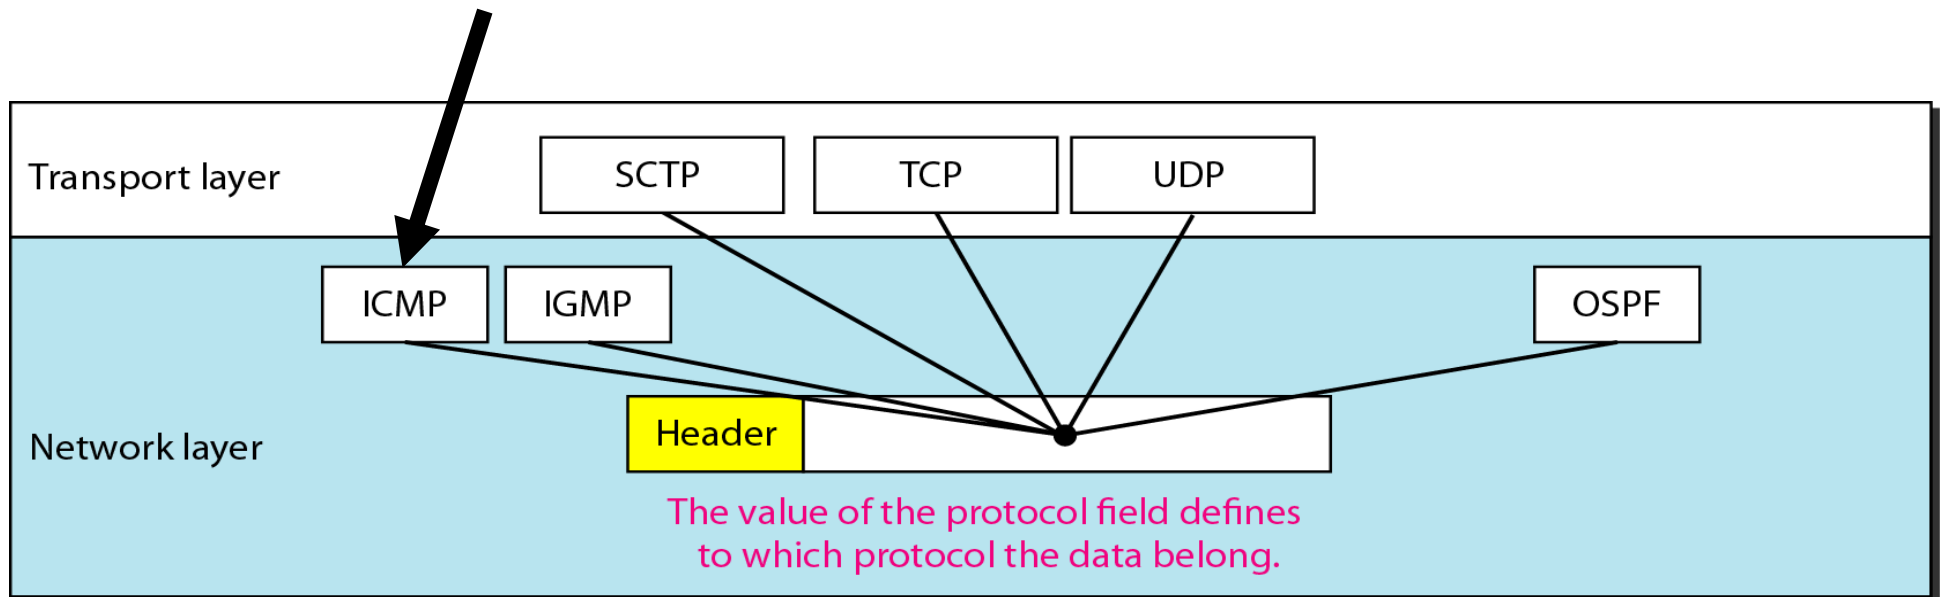 Transport layer
SCTP
TCP
UDP
ICMP
IGMP
OSPF
Network layer
Header
The value of the protocol field defines
to which protocol the data belong.